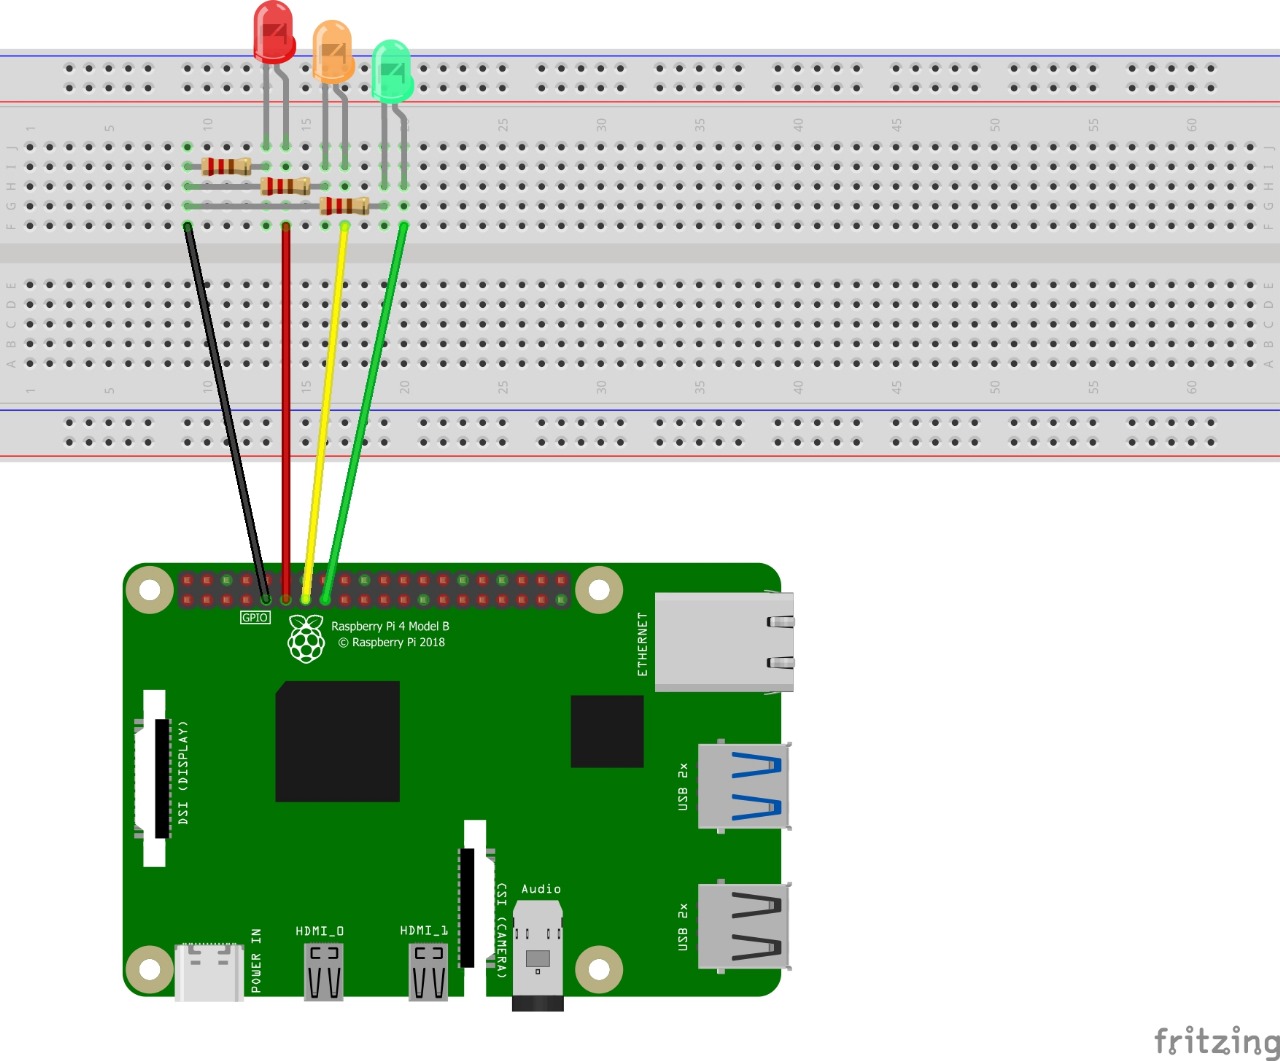 1 5 10 15 20 25 30 35 40 45 50 55 60
J J
I I
H H
G G
F F
E E
D D
C C
B B
A A
1 5 10 15 20 25 30 35 40 45 50 55 60
GPIO
Raspberry Pi 4 Model B
© Raspberry Pi 2018
ETHERNET
DSI (DISPLAY)
USB 2x
USB 2x
CSI (CAMERA)
Audio
HDMI_0
HDMI_1
POWER IN
fritzing